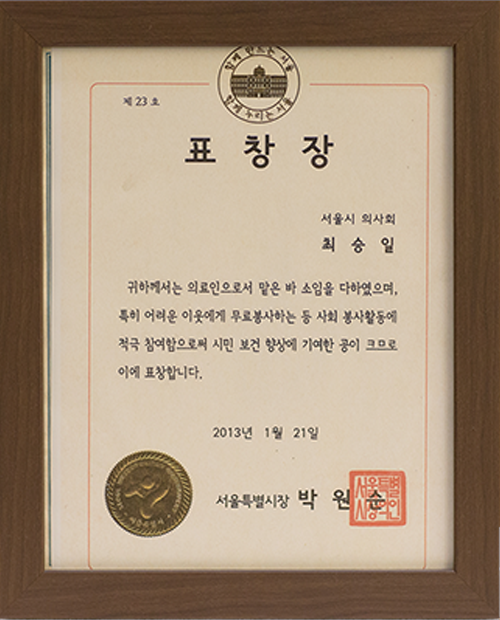 함께 만드는 서울
함께 누리는 서울
제 23 호
표 창 장
서울시 의사회
최 승 일
귀하께서는 의료인으로서 맡은 바 소임을 다하였으며,
특히 어려운 이웃에게 무료봉사하는 등 사회 봉사활동에
적극 참여함으로써 시민 보건 향상에 기여한 공이 크므로
이에 표창합니다.
2013년 1월 21일
서울특별시장 박 원 순
서울특별
시장의인